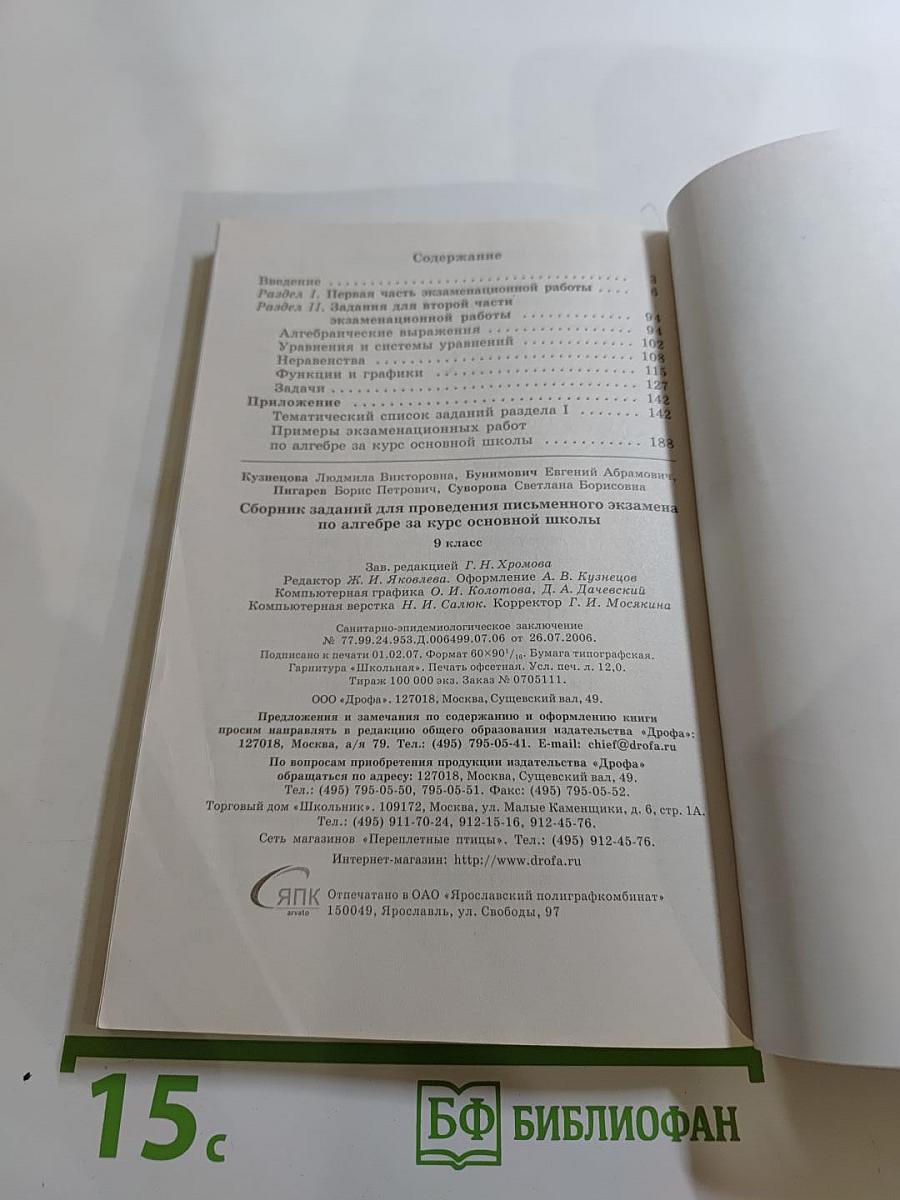 Содержание
Введение .................................... 3
Раздел I. Первая часть экзаменационной работы .... 6
Раздел II. Задания для второй части
экзаменационной работы ............. 94
Алгебраические выражения .................. 94
Уравнения и системы уравнений ............. 102
Неравенства ............................... 108
Функции и графики ......................... 115
Задачи .................................... 127
Приложение ................................ 142
Тематический список заданий раздела I ....... 142
Примеры экзаменационных работ
по алгебре за курс основной школы .......... 188
Кузнецова Людмила Викторовна, Бунимович Евгений Абрамович,
Пигарев Борис Петрович, Суворова Светлана Борисовна
Сборник заданий для проведения письменного экзамена
по алгебре за курс основной школы
9 класс
Зав. редакцией Г. Н. Хромова
Редактор Ж. И. Яковлева. Оформление А. В. Кузнецов
Компьютерная графика О. И. Колотова, Д. А. Дачевский
Компьютерная верстка Н. И. Салюк. Корректор Г. И. Мосякина
Санитарно-эпидемиологическое заключение
№ 77.99.24.953.Д.006499.07.06 от 26.07.2006.
Подписано к печати 01.02.07. Формат 60×90¹/₁₆. Бумага типографская.
Гарнитура «Школьная». Печать офсетная. Усл. печ. л. 12,0.
Тираж 100 000 экз. Заказ № 0705111.
ООО «Дрофа». 127018, Москва, Сущевский вал, 49.
Предложения и замечания по содержанию и оформлению книги
просим направлять в редакцию общего образования издательства «Дрофа»:
127018, Москва, а/я 79. Тел.: (495) 795-05-41. E-mail: chief@drofa.ru
По вопросам приобретения продукции издательства «Дрофа»
обращаться по адресу: 127018, Москва, Сущевский вал, 49.
Тел.: (495) 795-05-50, 795-05-51. Факс: (495) 795-05-52.
Торговый дом «Школьник». 109172, Москва, ул. Малые Каменщики, д. 6, стр. 1А.
Тел.: (495) 911-70-24, 912-15-16, 912-45-76.
Сеть магазинов «Переплетные птицы». Тел.: (495) 912-45-76.
Интернет-магазин: http://www.drofa.ru
ЯПК
arvato
Отпечатано в ОАО «Ярославский полиграфкомбинат»
150049, Ярославль, ул. Свободы, 97
15 с
БФ БИБЛИОФАН